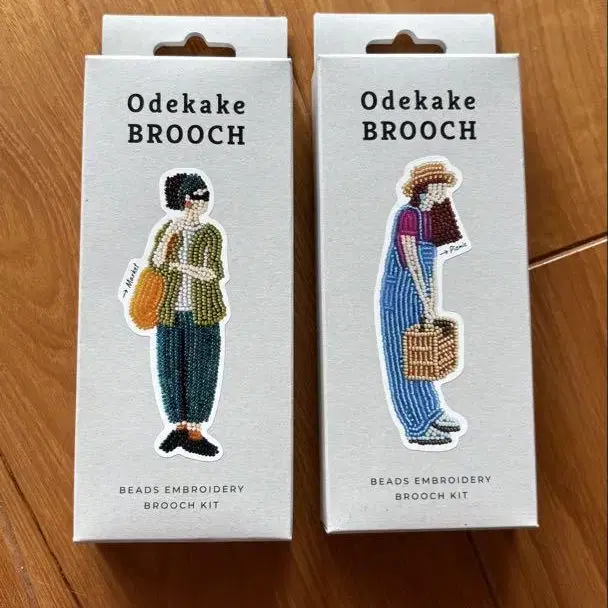 Odekake
BROOCH
→ Market
BEADS EMBROIDERY
BROOCH KIT
Odekake
BROOCH
→ Picnic
BEADS EMBROIDERY
BROOCH KIT